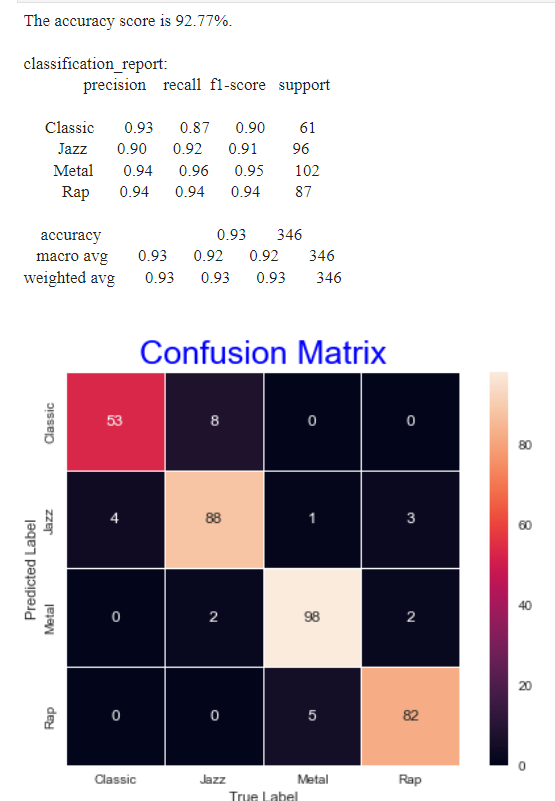 The accuracy score is 92.77%.
classification_report:
precision recall f1-score support
Classic 0.93 0.87 0.90 61
Jazz 0.90 0.92 0.91 96
Metal 0.94 0.96 0.95 102
Rap 0.94 0.94 0.94 87
accuracy 0.93 346
macro avg 0.93 0.92 0.92 346
weighted avg 0.93 0.93 0.93 346
Confusion Matrix
Predicted Label
Classic 53 8 0 0
Jazz 4 88 1 3
Metal 0 2 98 2
Rap 0 0 5 82
Classic Jazz Metal Rap
True Label
80
60
40
20
0